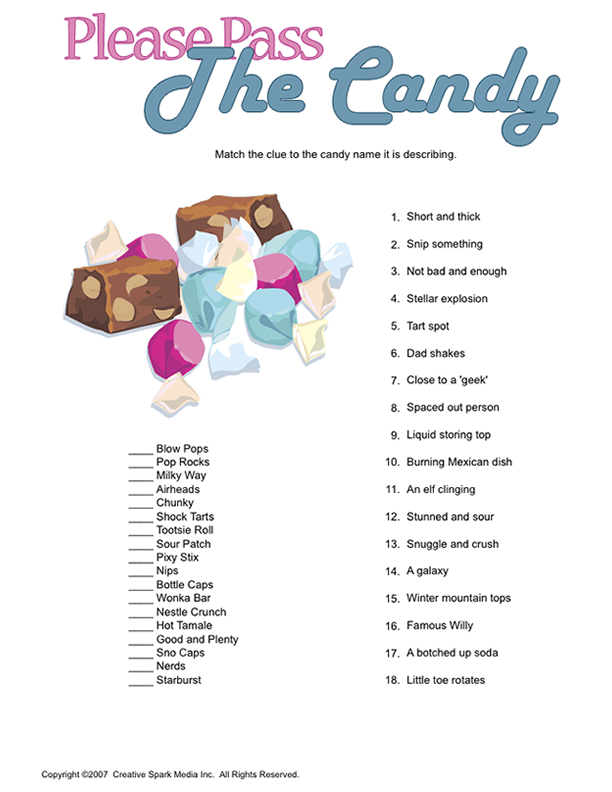 Please Pass
The Candy
Match the clue to the candy name it is describing.
1. Short and thick
2. Snip something
3. Not bad and enough
4. Stellar explosion
5. Tart spot
6. Dad shakes
7. Close to a 'geek'
8. Spaced out person
9. Liquid storing top
10. Burning Mexican dish
11. An elf clinging
12. Stunned and sour
13. Snuggle and crush
14. A galaxy
15. Winter mountain tops
16. Famous Willy
17. A botched up soda
18. Little toe rotates
____ Blow Pops
____ Pop Rocks
____ Milky Way
____ Airheads
____ Chunky
____ Shock Tarts
____ Tootsie Roll
____ Sour Patch
____ Pixy Stix
____ Nips
____ Bottle Caps
____ Wonka Bar
____ Nestle Crunch
____ Hot Tamale
____ Good and Plenty
____ Sno Caps
____ Nerds
____ Starburst
Copyright ©2007 Creative Spark Media Inc. All Rights Reserved.